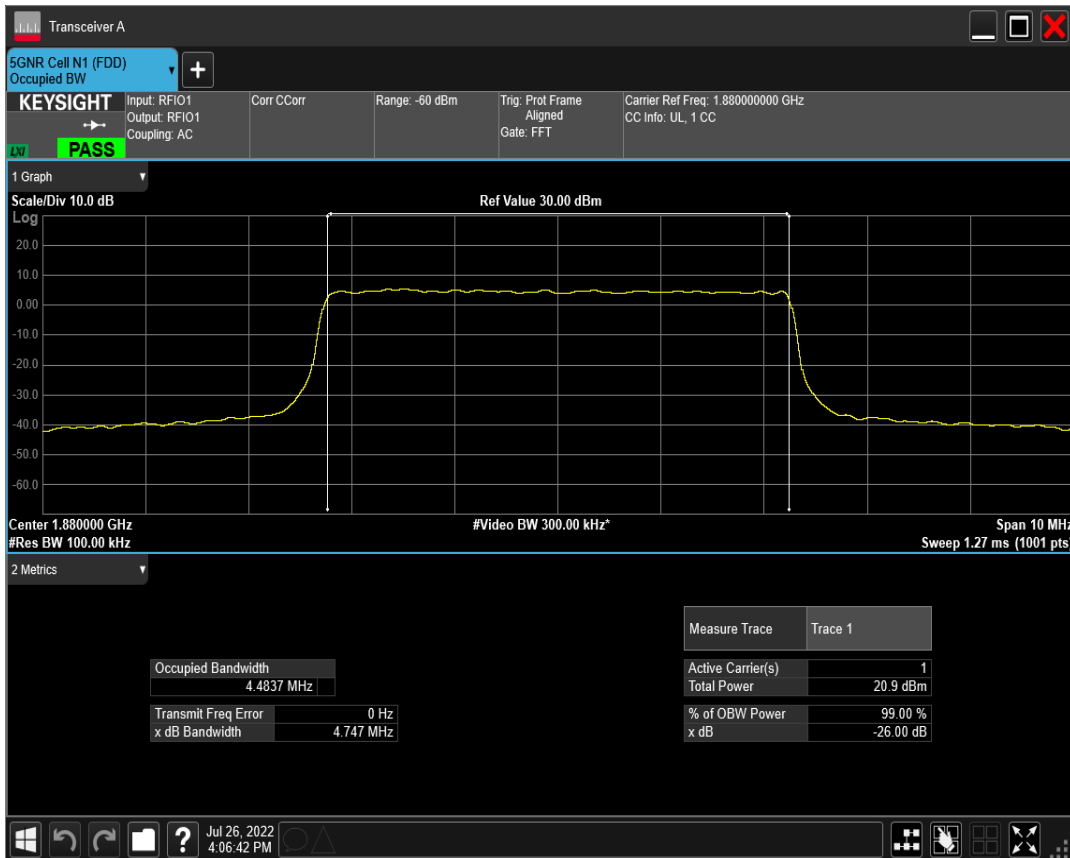 Transceiver A
5GNR Cell N1 (FDD)
Occupied BW
+
KEYSIGHT
LXI
PASS
Input: RFIO1
Output: RFIO1
Coupling: AC
Corr CCorr
Range: -60 dBm
Trig: Prot Frame
Aligned
Gate: FFT
Carrier Ref Freq: 1.880000000 GHz
CC Info: UL, 1 CC
1 Graph
Scale/Div 10.0 dB
Ref Value 30.00 dBm
Log
20.0
10.0
0.00
-10.0
-20.0
-30.0
-40.0
-50.0
-60.0
Center 1.880000 GHz
#Video BW 300.00 kHz*
Span 10 MHz
#Res BW 100.00 kHz
Sweep 1.27 ms (1001 pts)
2 Metrics
Measure Trace Trace 1
Occupied Bandwidth
4.4837 MHz
Active Carrier(s) 1
Total Power 20.9 dBm
Transmit Freq Error 0 Hz
x dB Bandwidth 4.747 MHz
% of OBW Power 99.00 %
x dB -26.00 dB
?
Jul 26, 2022
4:06:42 PM